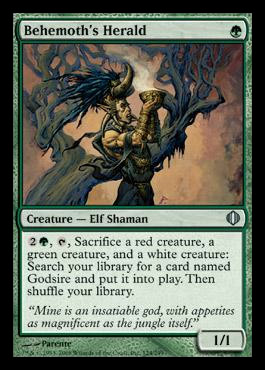 Behemoth's Herald
Creature — Elf Shaman
2, , Sacrifice a red creature, a
green creature, and a white creature:
Search your library for a card named
Godsire and put it into play. Then
shuffle your library.
"Mine is an insatiable god, with appetites
as magnificent as the jungle itself."
Parente
1/1